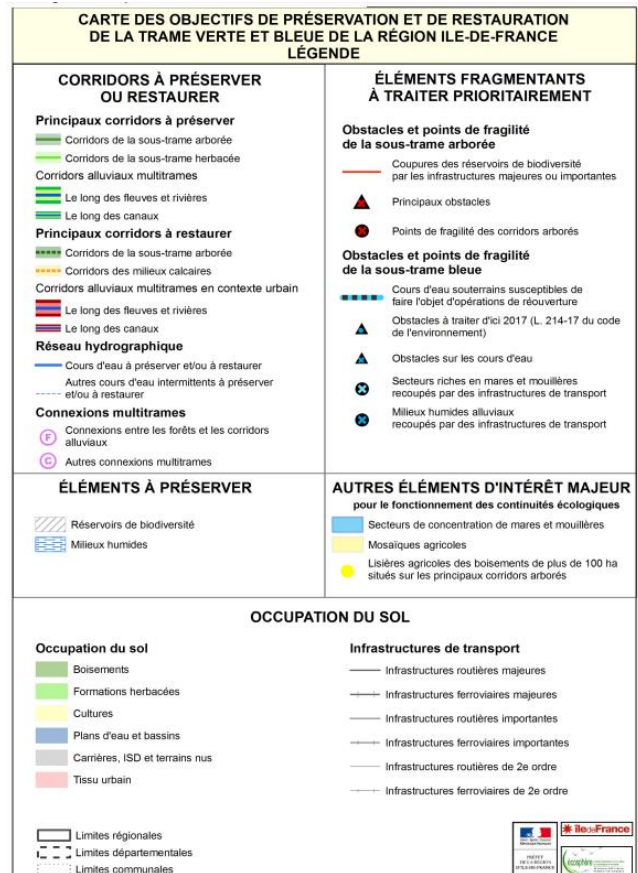 CARTE DES OBJECTIFS DE PRÉSERVATION ET DE RESTAURATION
DE LA TRAME VERTE ET BLEUE DE LA RÉGION ILE-DE-FRANCE
LÉGENDE
CORRIDORS À PRÉSERVER
OU RESTAURER
Principaux corridors à préserver
Corridors de la sous-trame arborée
Corridors de la sous-trame herbacée
Corridors alluviaux multitrames
Le long des fleuves et rivières
Le long des canaux
Principaux corridors à restaurer
Corridors de la sous-trame arborée
Corridors des milieux calcaires
Corridors alluviaux multitrames en contexte urbain
Le long des fleuves et rivières
Le long des canaux
Réseau hydrographique
Cours d'eau à préserver et/ou à restaurer
Autres cours d'eau intermittents à préserver
et/ou à restaurer
Connexions multitrames
F
Connexions entre les forêts et les corridors
alluviaux
C
Autres connexions multitrames
ÉLÉMENTS FRAGMENTANTS
À TRAITER PRIORITAIREMENT
Obstacles et points de fragilité
de la sous-trame arborée
Coupures des réservoirs de biodiversité
par les infrastructures majeures ou importantes
Principaux obstacles
Points de fragilité des corridors arborés
Obstacles et points de fragilité
de la sous-trame bleue
Cours d'eau souterrains susceptibles de
faire l'objet d'opérations de réouverture
Obstacles à traiter d'ici 2017 (L. 214-17 du code
de l'environnement)
Obstacles sur les cours d'eau
Secteurs riches en mares et mouillères
recoupés par des infrastructures de transport
Milieux humides alluviaux
recoupés par des infrastructures de transport
ÉLÉMENTS À PRÉSERVER
Réservoirs de biodiversité
Milieux humides
AUTRES ÉLÉMENTS D'INTÉRÊT MAJEUR
pour le fonctionnement des continuités écologiques
Secteurs de concentration de mares et mouillères
Mosaïques agricoles
Lisières agricoles des boisements de plus de 100 ha
situés sur les principaux corridors arborés
OCCUPATION DU SOL
Occupation du sol
Boisements
Formations herbacées
Cultures
Plans d'eau et bassins
Carrières, ISD et terrains nus
Tissu urbain
Infrastructures de transport
Infrastructures routières majeures
Infrastructures ferroviaires majeures
Infrastructures routières importantes
Infrastructures ferroviaires importantes
Infrastructures routières de 2e ordre
Infrastructures ferroviaires de 2e ordre
Limites régionales
Limites départementales
Limites communales
PRÉFET
DE LA RÉGION
D'ÎLE-DE-FRANCE
îledeFrance
écosphère